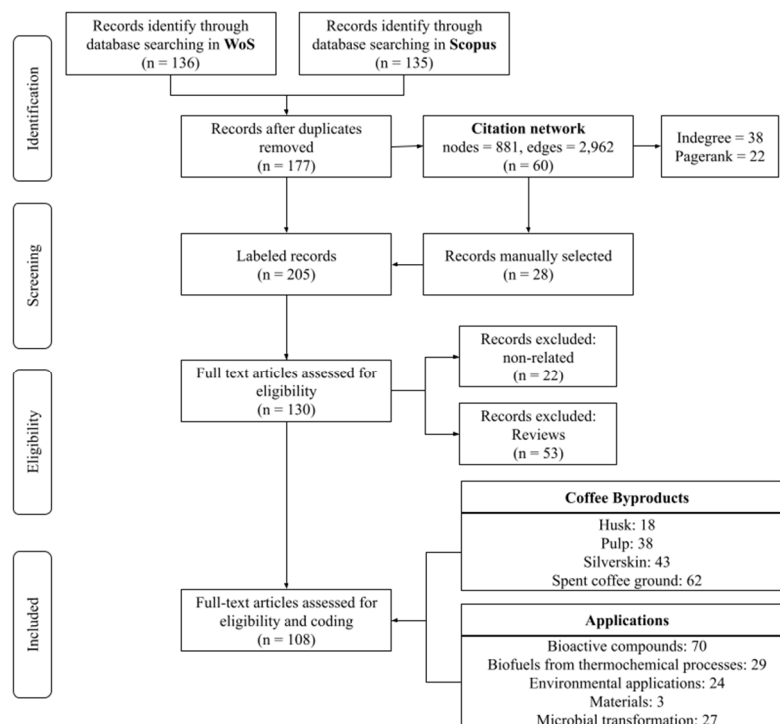 Records identify through
database searching in WoS
(n = 136)
Records identify through
database searching in Scopus
(n = 135)
Identification
Records after duplicates
removed
(n = 177)
Citation network
nodes = 881, edges = 2,962
(n = 60)
Indegree = 38
Pagerank = 22
Screening
Labeled records
(n = 205)
Records manually selected
(n = 28)
Full text articles assessed for
eligibility
(n = 130)
Records excluded:
non-related
(n = 22)
Eligibility
Records excluded:
Reviews
(n = 53)
Coffee Byproducts
Husk: 18
Pulp: 38
Silverskin: 43
Spent coffee ground: 62
Included
Full-text articles assessed for
eligibility and coding
(n = 108)
Applications
Bioactive compounds: 70
Biofuels from thermochemical processes: 29
Environmental applications: 24
Materials: 3
Microbial transformation: 27